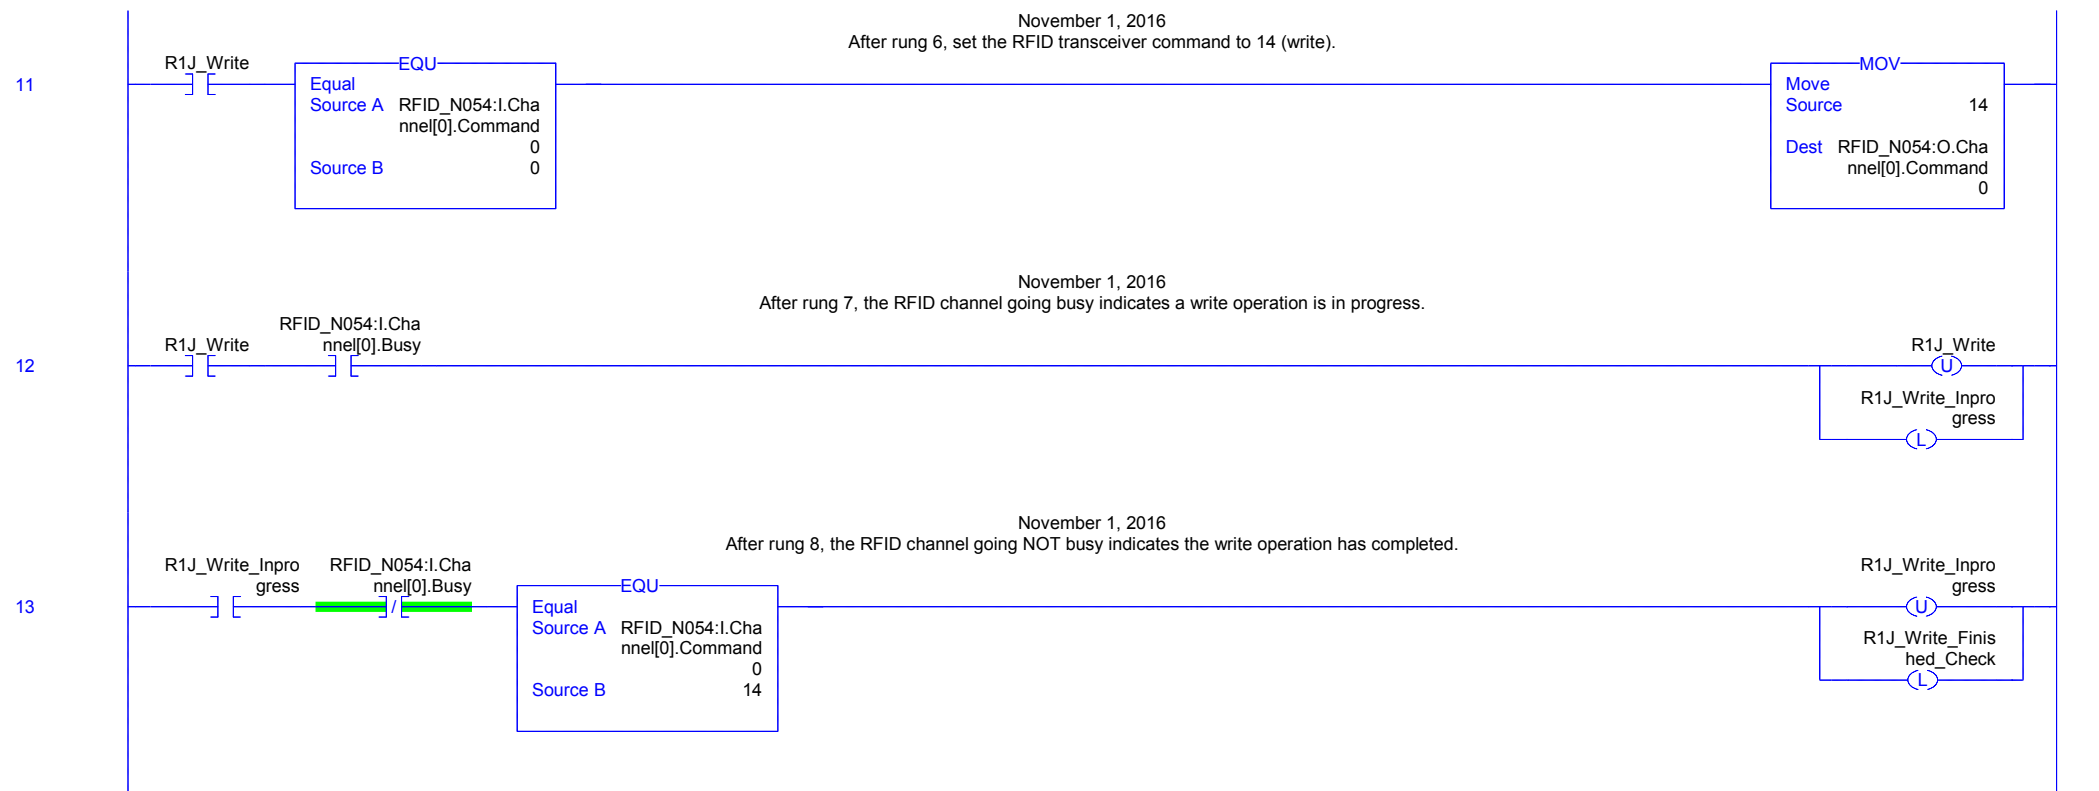 November 1, 2016
After rung 6, set the RFID transceiver command to 14 (write).
11
R1J_Write
EQU
Equal
Source A RFID_N054:I.Cha
nnel[0].Command
0
Source B 0
MOV
Move
Source 14
Dest RFID_N054:O.Cha
nnel[0].Command
0
November 1, 2016
After rung 7, the RFID channel going busy indicates a write operation is in progress.
12
R1J_Write
RFID_N054:I.Cha
nnel[0].Busy
R1J_Write
U
R1J_Write_Inpro
gress
L
November 1, 2016
After rung 8, the RFID channel going NOT busy indicates the write operation has completed.
13
R1J_Write_Inpro
gress
RFID_N054:I.Cha
nnel[0].Busy
/
EQU
Equal
Source A RFID_N054:I.Cha
nnel[0].Command
0
Source B 14
R1J_Write_Inpro
gress
U
R1J_Write_Finis
hed_Check
L